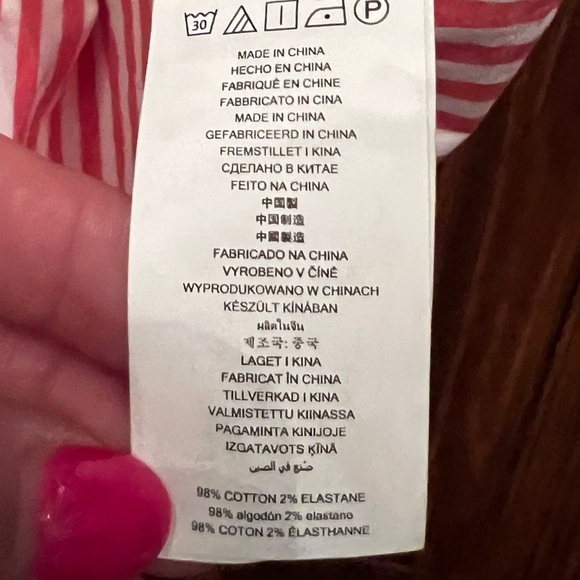 30 P
MADE IN CHINA
HECHO EN CHINA
FABRIQUÉ EN CHINE
FABBRICATO IN CINA
MADE IN CHINA
GEFABRICEERD IN CHINA
FREMSTILLET I KINA
СДЕЛАНО В КИТАЕ
FEITO NA CHINA
中国製
中国制造
中國製造
FABRICADO NA CHINA
VYROBENO V ČÍNĚ
WYPRODUKOWANO W CHINACH
KÉSZÜLT KÍNÁBAN
ผลิตในจีน
제조국: 중국
LAGET I KINA
FABRICAT ÎN CHINA
TILLVERKAD I KINA
VALMISTETTU KIINASSA
PAGAMINTA KINIJOJE
IZGATAVOTS ĶĪNĀ
صنع في الصين
98% COTTON 2% ELASTANE
98% algodón 2% elastano
98% COTON 2% ÉLASTHANNE